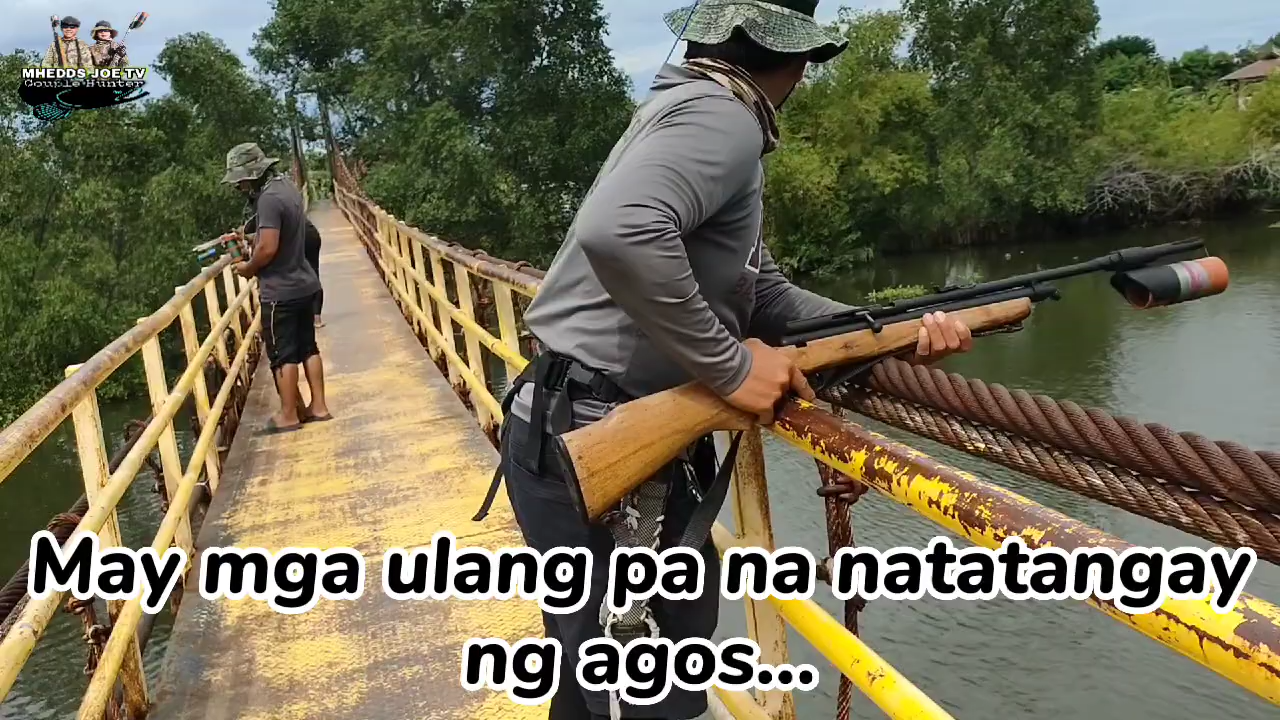 MHEDDS JOE TV
Couple Hunter
May mga ulang pa na natatangay
ng agos...